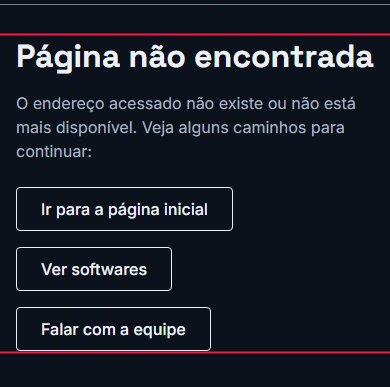 Página não encontrada
O endereço acessado não existe ou não está
mais disponível. Veja alguns caminhos para
continuar:
Ir para a página inicial
Ver softwares
Falar com a equipe